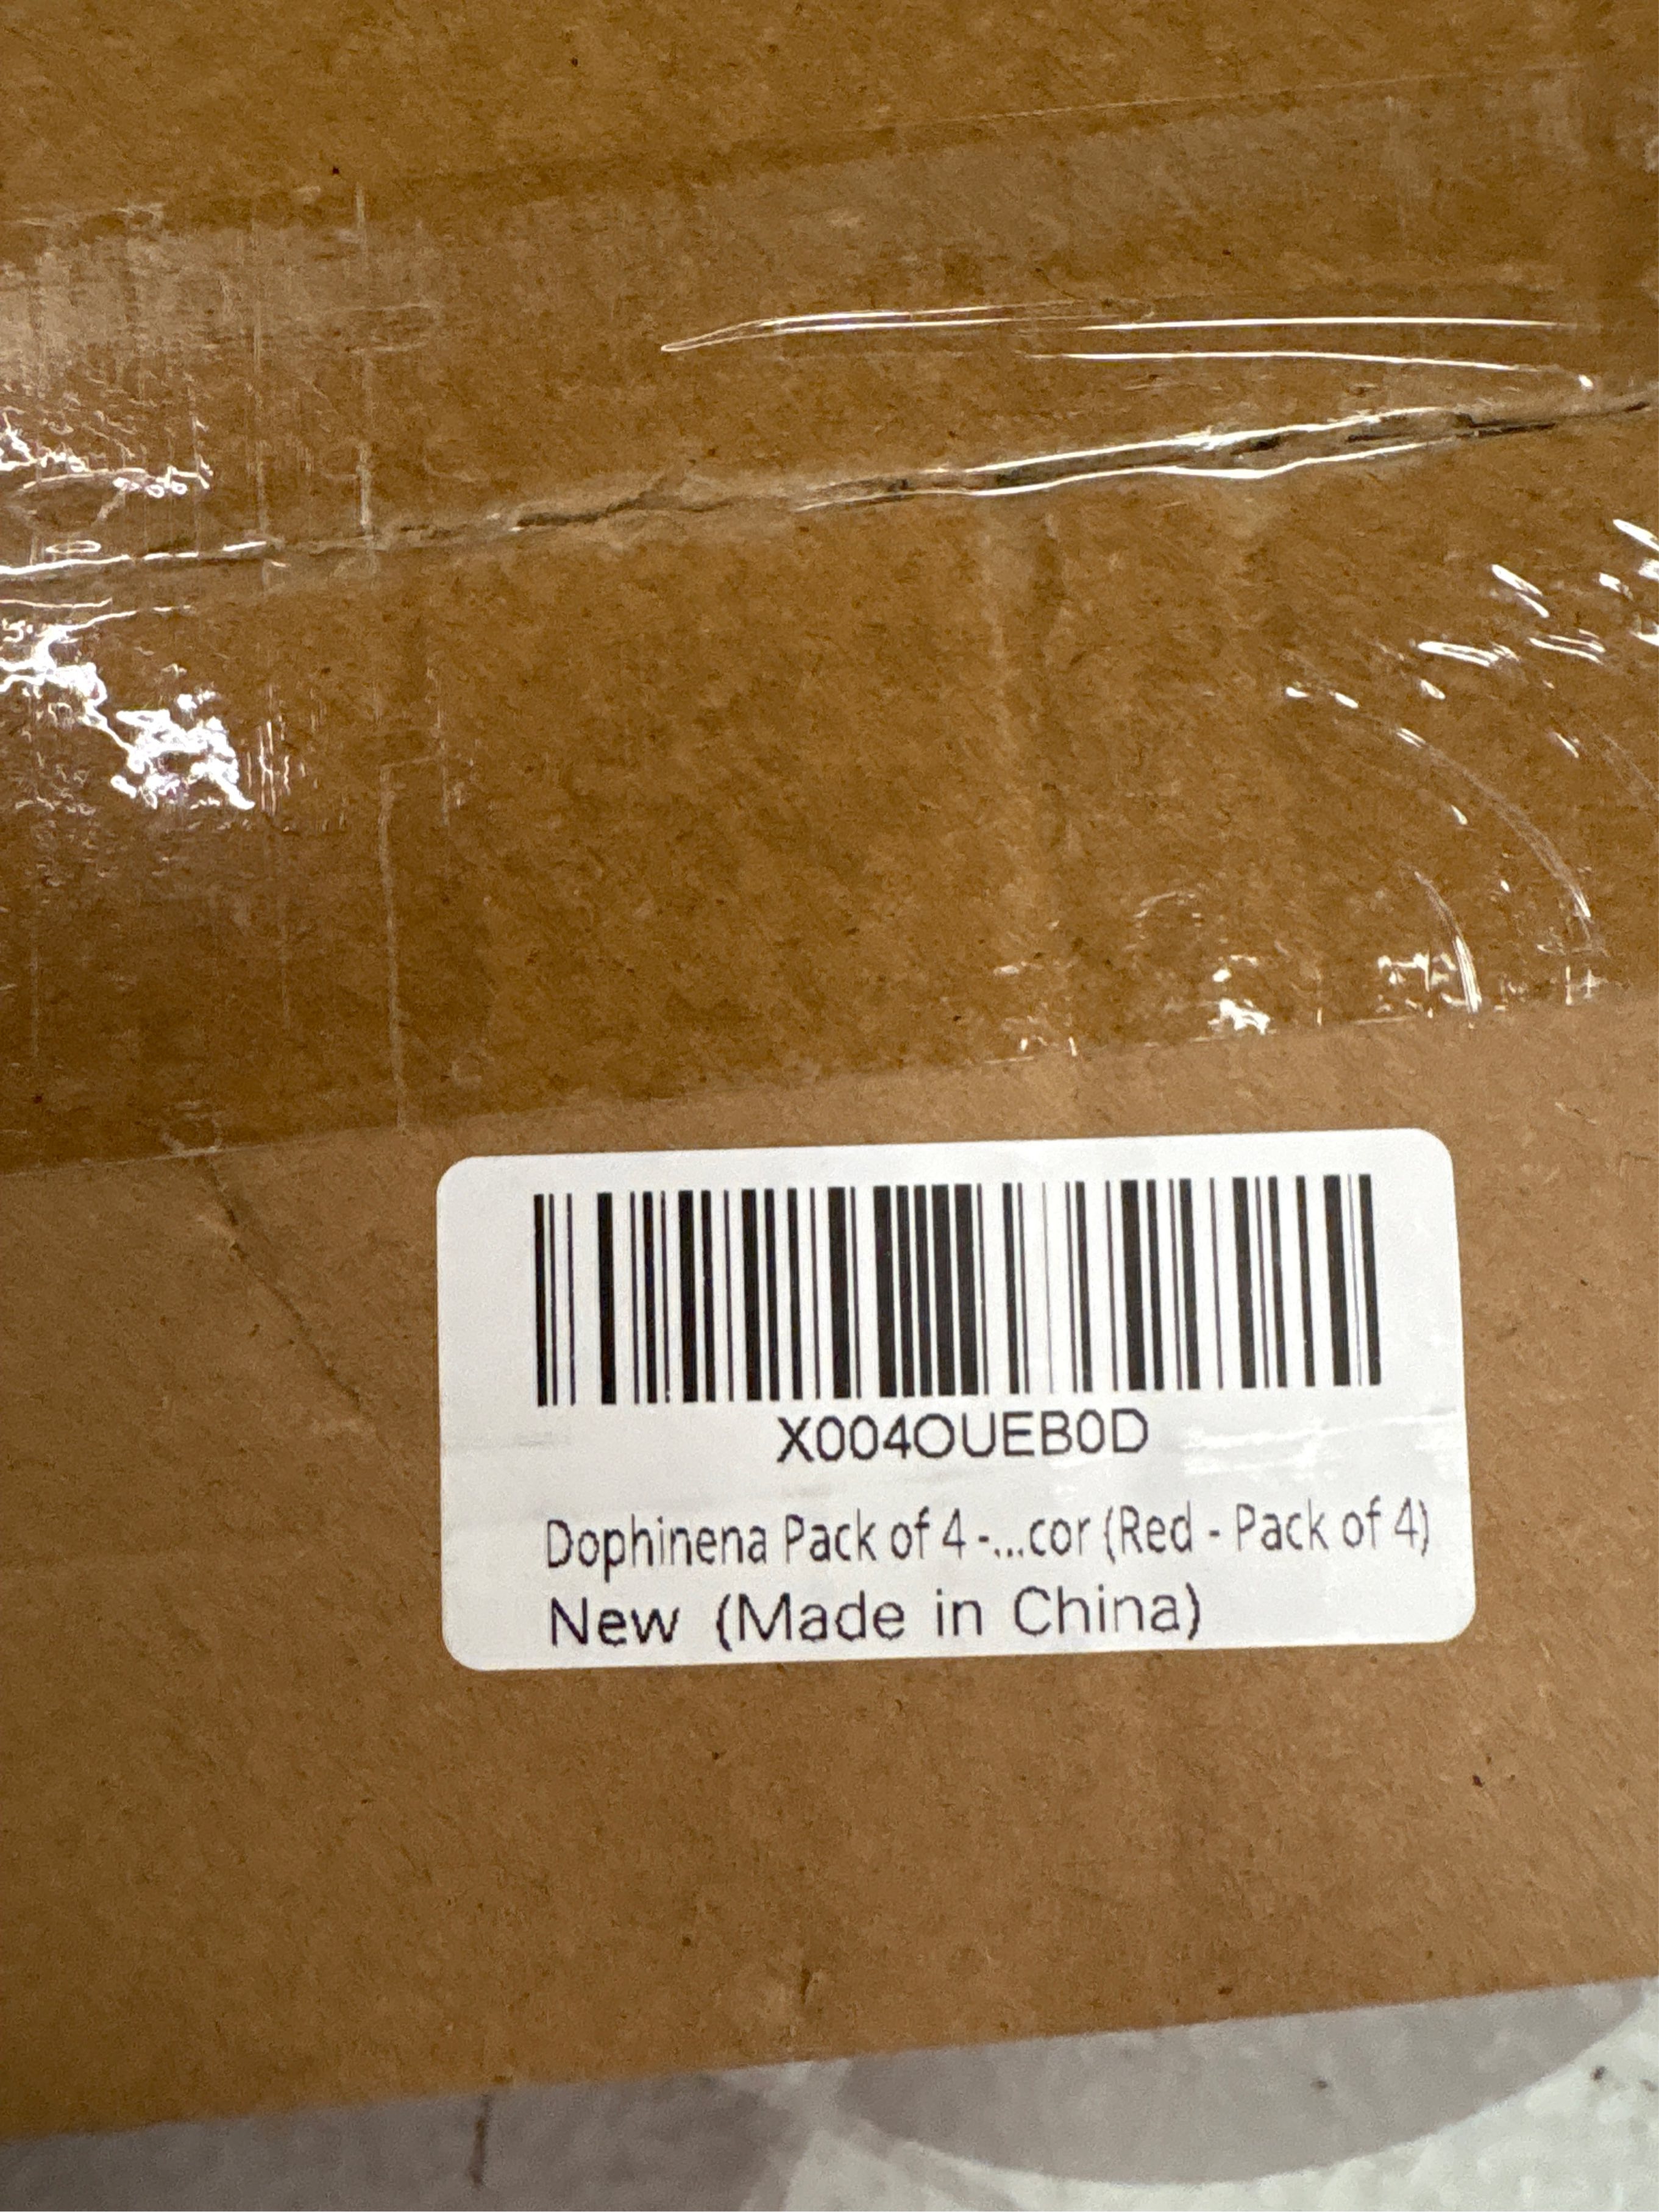 X004OUEB0D
Dophinena Pack of 4 -...cor (Red - Pack of 4)
New (Made in China)